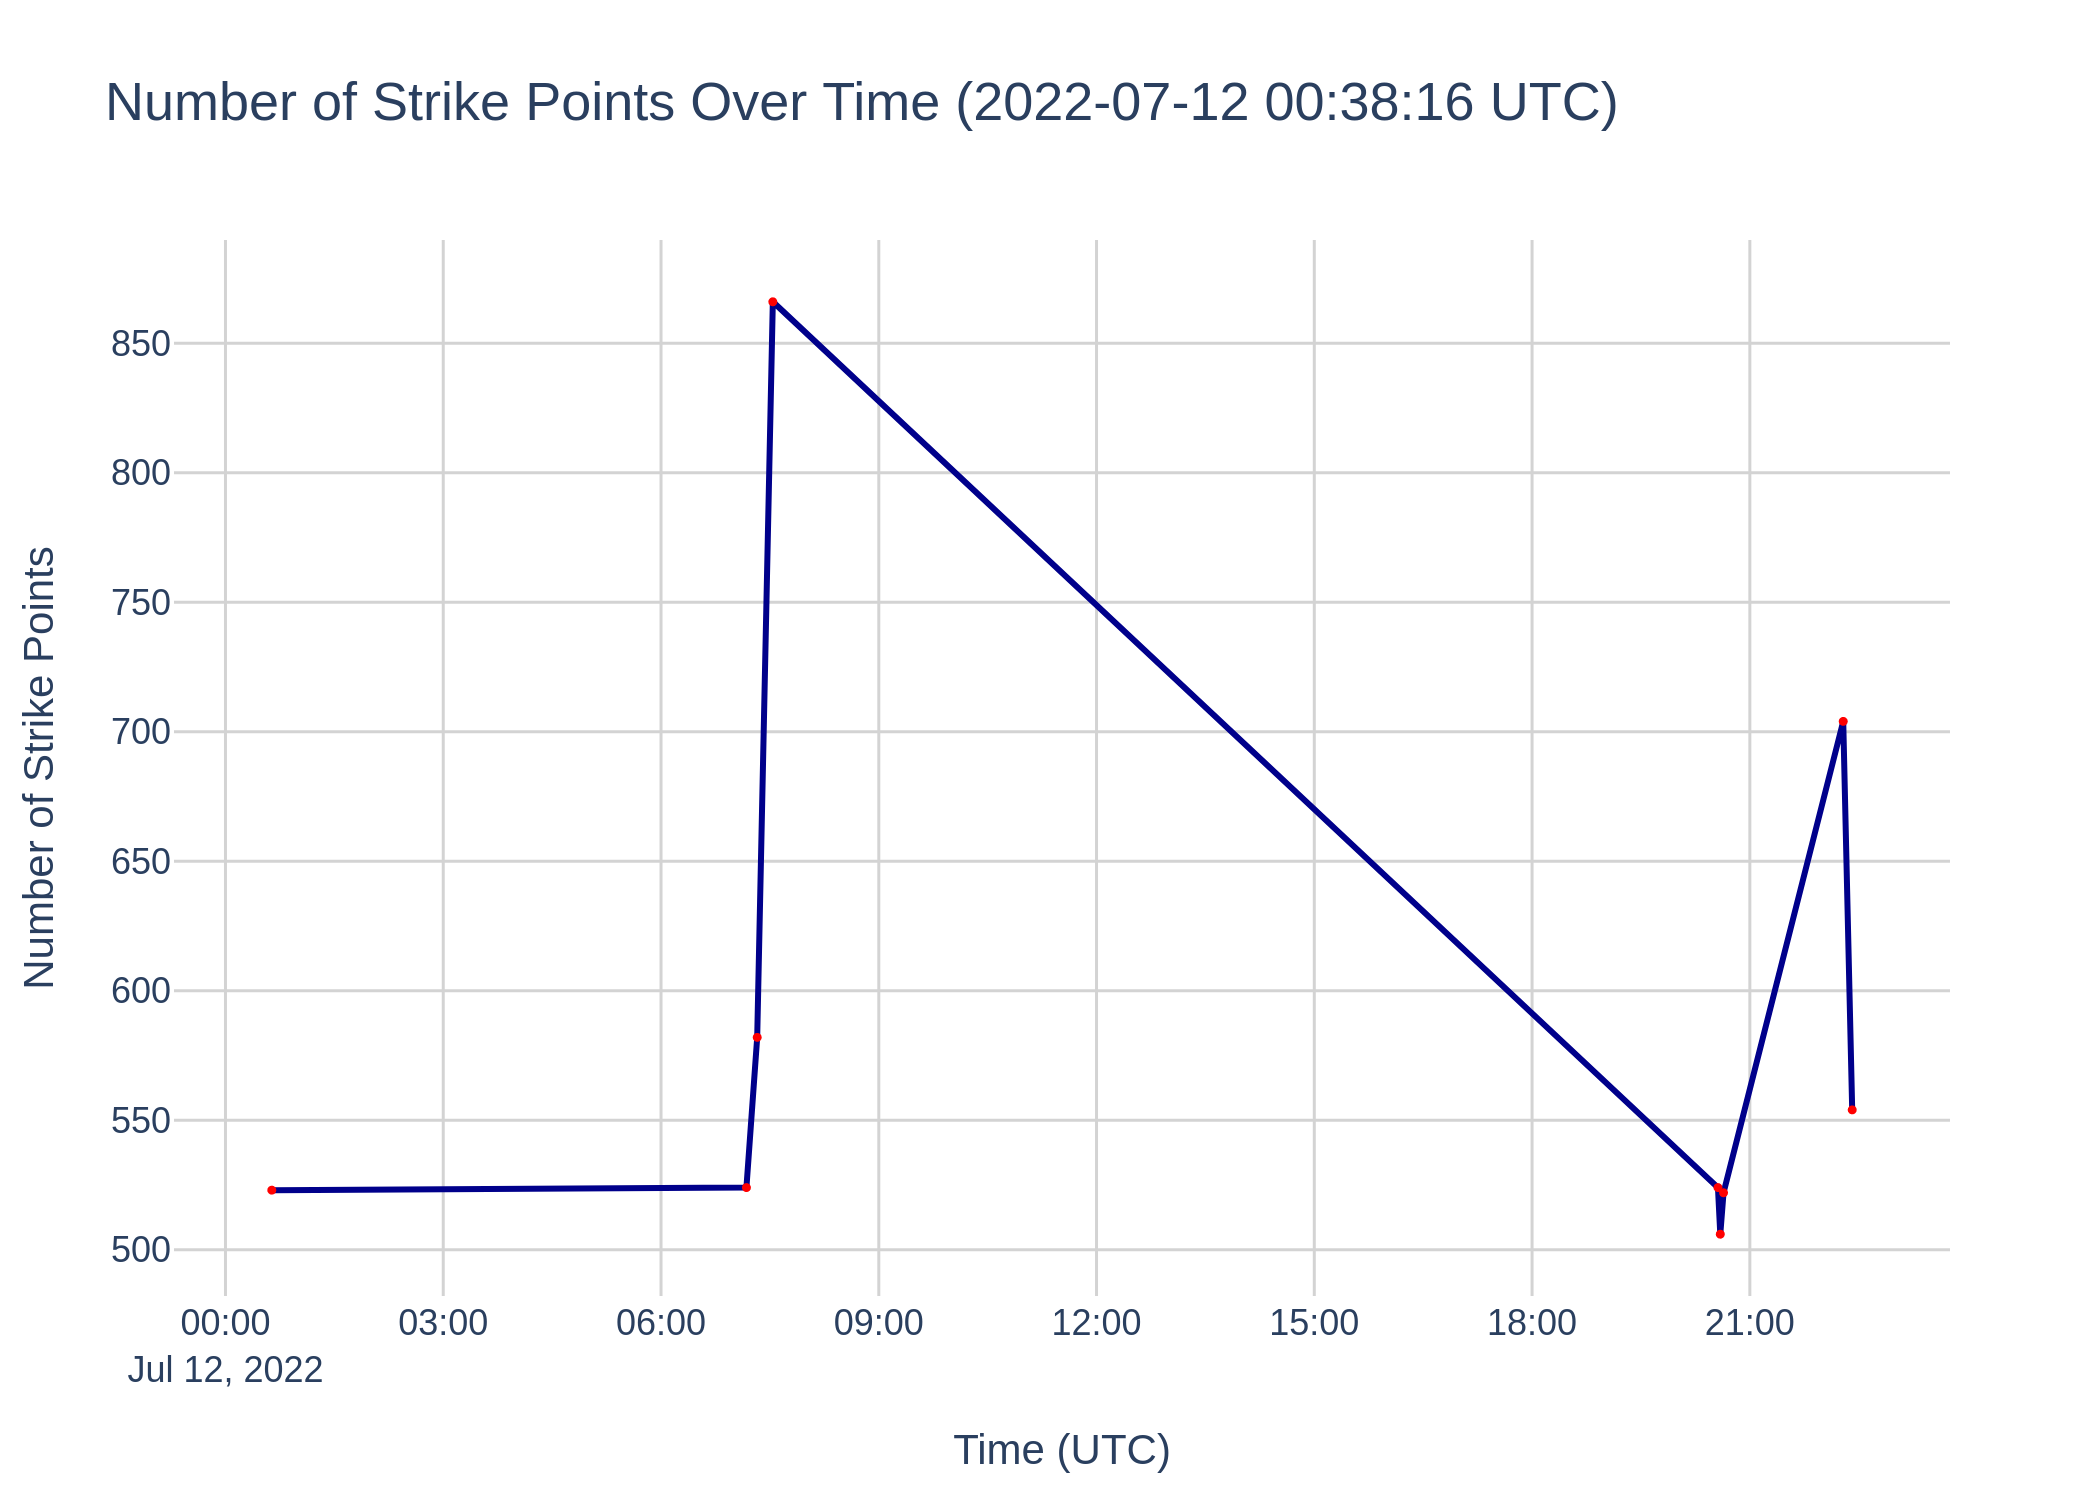 Number of Strike Points Over Time (2022-07-12 00:38:16 UTC)
Number of Strike Points
850
800
750
700
650
600
550
500
00:00 03:00 06:00 09:00 12:00 15:00 18:00 21:00
Jul 12, 2022
Time (UTC)